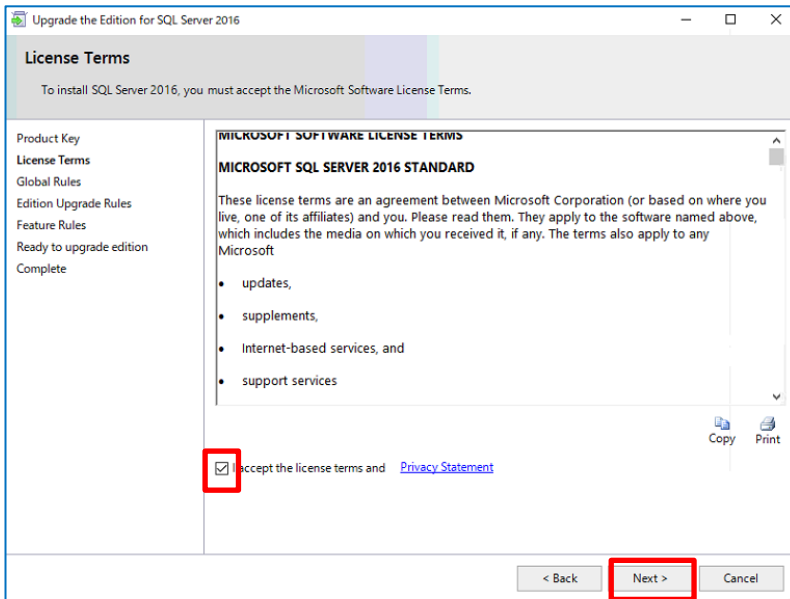 Upgrade the Edition for SQL Server 2016
License Terms
To install SQL Server 2016, you must accept the Microsoft Software License Terms.
Product Key
License Terms
Global Rules
Edition Upgrade Rules
Feature Rules
Ready to upgrade edition
Complete
MICROSOFT SOFTWARE LICENSE TERMS
MICROSOFT SQL SERVER 2016 STANDARD
These license terms are an agreement between Microsoft Corporation (or based on where you
live, one of its affiliates) and you. Please read them. They apply to the software named above,
which includes the media on which you received it, if any. The terms also apply to any
Microsoft
• updates,
• supplements,
• Internet-based services, and
• support services
Copy Print
I accept the license terms and Privacy Statement
< Back Next > Cancel